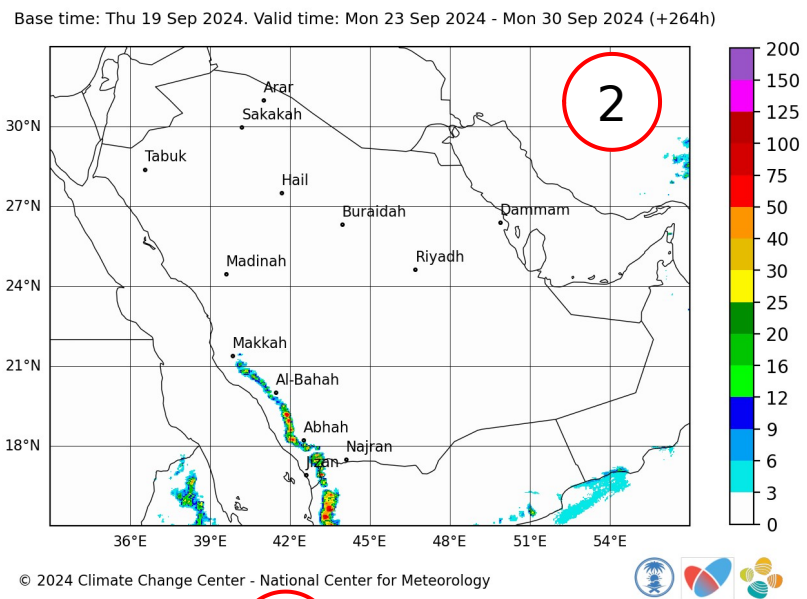 Base time: Thu 19 Sep 2024. Valid time: Mon 23 Sep 2024 - Mon 30 Sep 2024 (+264h)
2
Arar
Sakakah
Tabuk
Hail
Buraidah
Dammam
Madinah
Riyadh
Makkah
Al-Bahah
Abhah
Najran
Jizan
30°N
27°N
24°N
21°N
18°N
36°E
39°E
42°E
45°E
48°E
51°E
54°E
200
150
125
100
75
50
40
30
25
20
16
12
9
6
3
0
© 2024 Climate Change Center - National Center for Meteorology